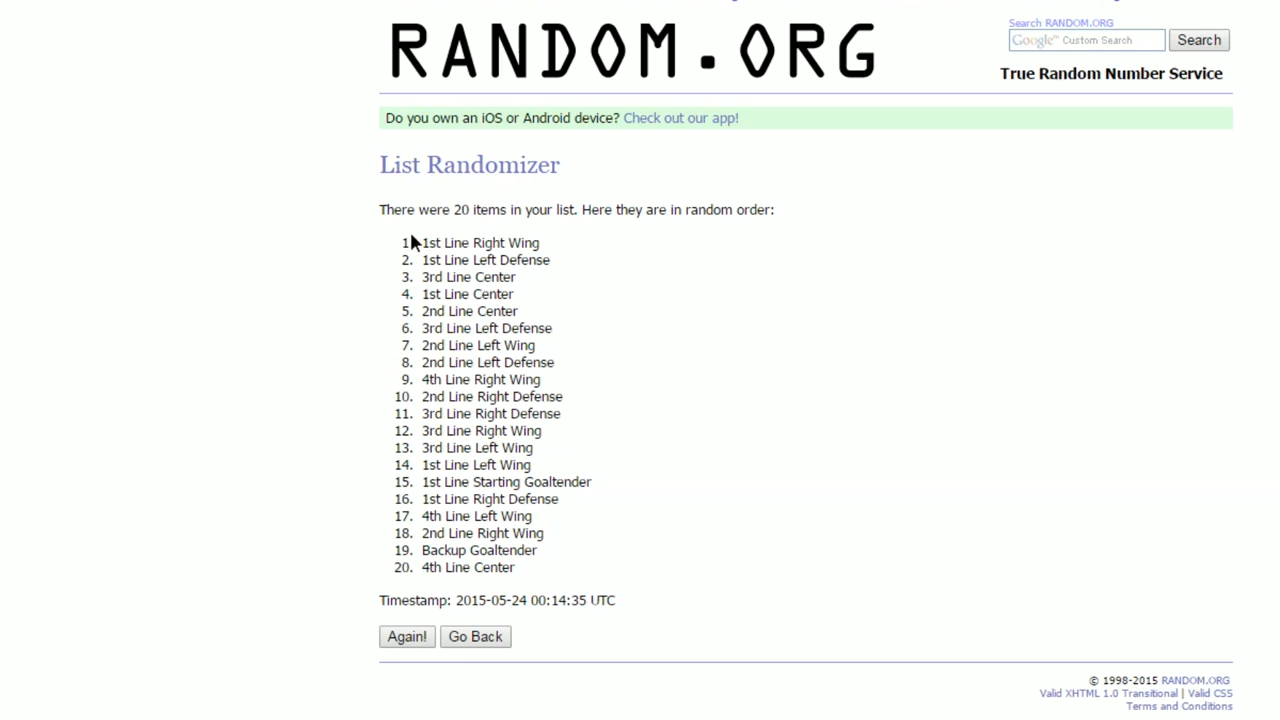 RANDOM.ORG
Search RANDOM.ORG
Google™ Custom Search
Search
True Random Number Service
Do you own an iOS or Android device? Check out our app!
List Randomizer
There were 20 items in your list. Here they are in random order:
1. 1st Line Right Wing
2. 1st Line Left Defense
3. 3rd Line Center
4. 1st Line Center
5. 2nd Line Center
6. 3rd Line Left Defense
7. 2nd Line Left Wing
8. 2nd Line Left Defense
9. 4th Line Right Wing
10. 2nd Line Right Defense
11. 3rd Line Right Defense
12. 3rd Line Right Wing
13. 3rd Line Left Wing
14. 1st Line Left Wing
15. 1st Line Starting Goaltender
16. 1st Line Right Defense
17. 4th Line Left Wing
18. 2nd Line Right Wing
19. Backup Goaltender
20. 4th Line Center
Timestamp: 2015-05-24 00:14:35 UTC
Again! Go Back
© 1998-2015 RANDOM.ORG
Valid XHTML 1.0 Transitional | Valid CSS
Terms and Conditions